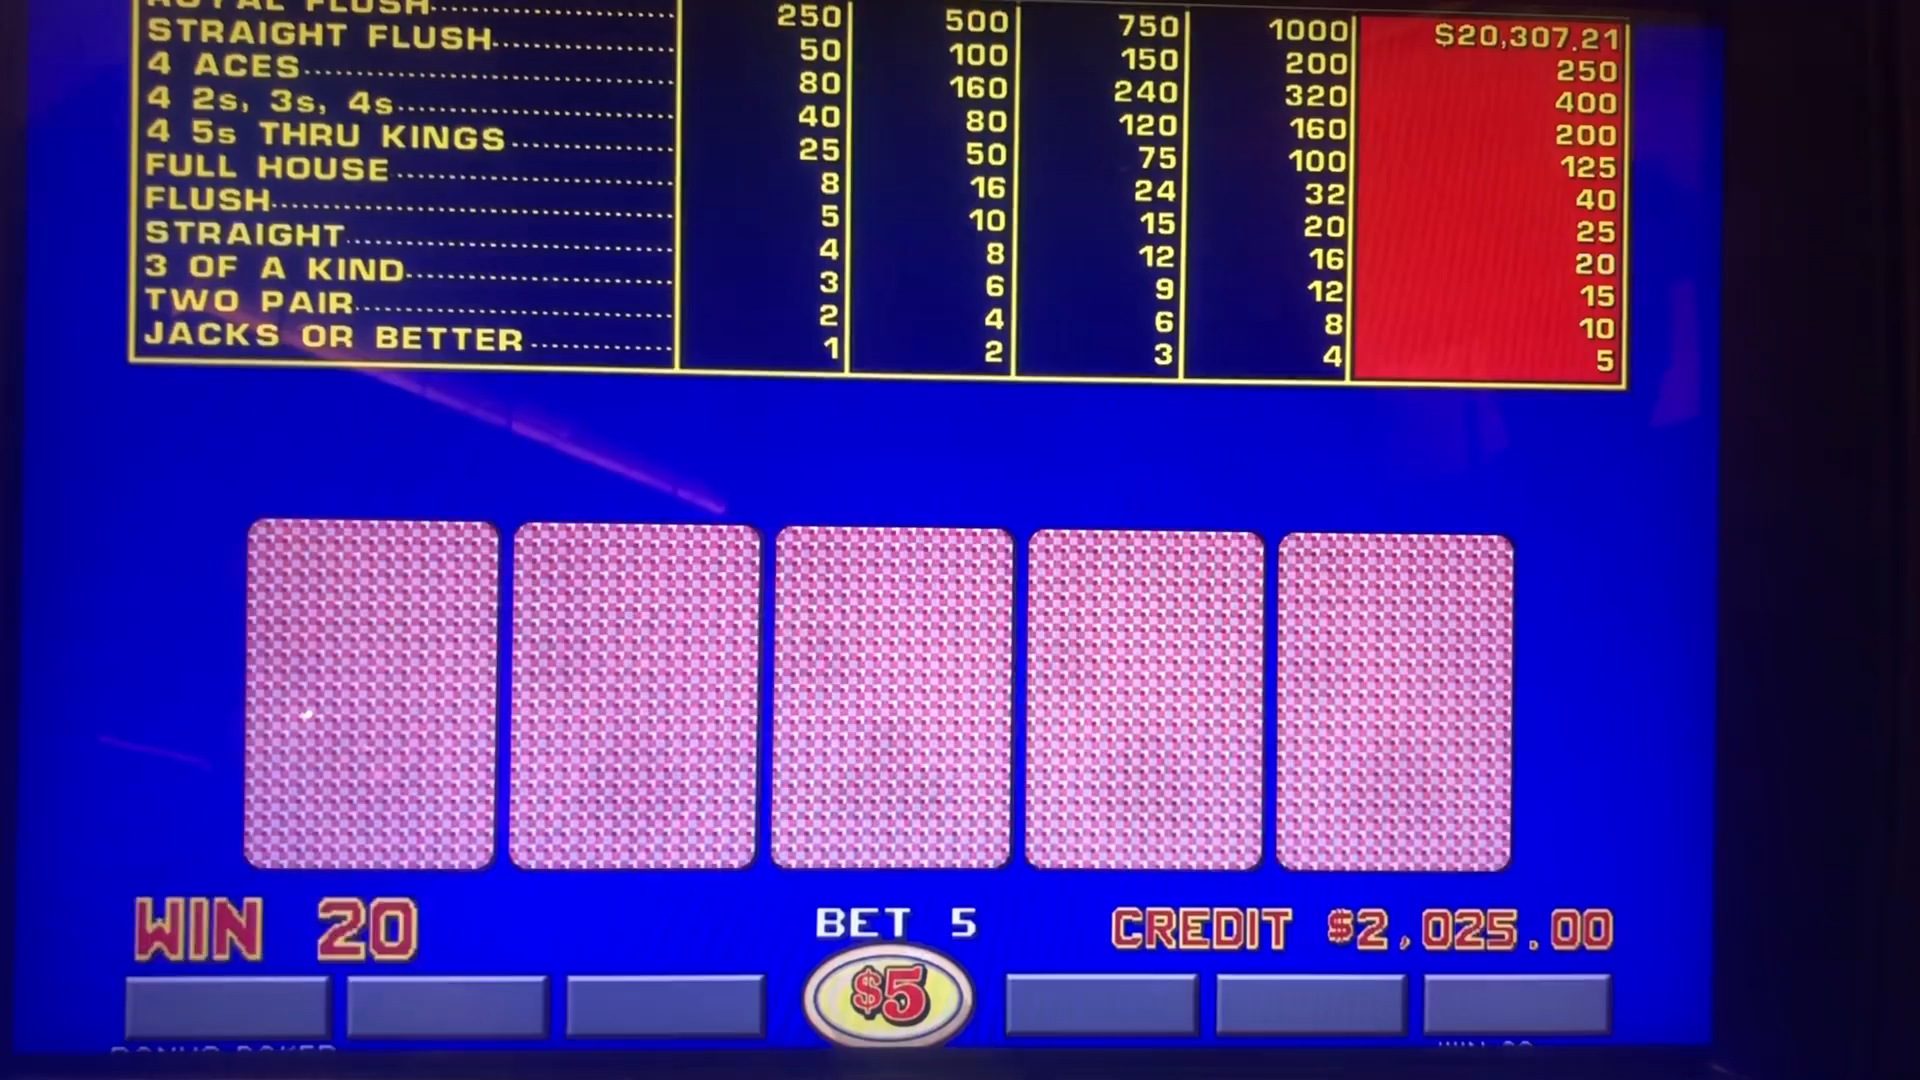 ROYAL FLUSH 250 500 750 1000 $20,307.21
STRAIGHT FLUSH 50 100 150 200 250
4 ACES 80 160 240 320 400
4 2s, 3s, 4s 40 80 120 160 200
4 5s THRU KINGS 25 50 75 100 125
FULL HOUSE 8 16 24 32 40
FLUSH 5 10 15 20 25
STRAIGHT 4 8 12 16 20
3 OF A KIND 3 6 9 12 15
TWO PAIR 2 4 6 8 10
JACKS OR BETTER 1 2 3 4 5
WIN 20 BET 5 CREDIT $2,025.00
$5
BONUS POKER